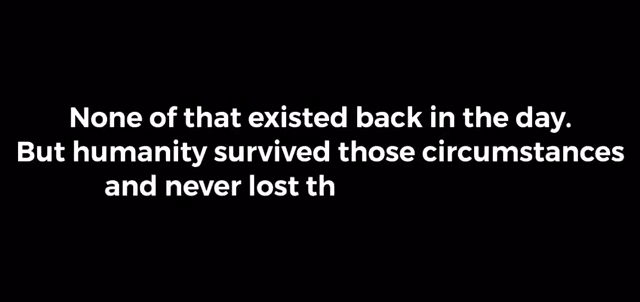 None of that existed back in the day.
But humanity survived those circumstances
and never lost th